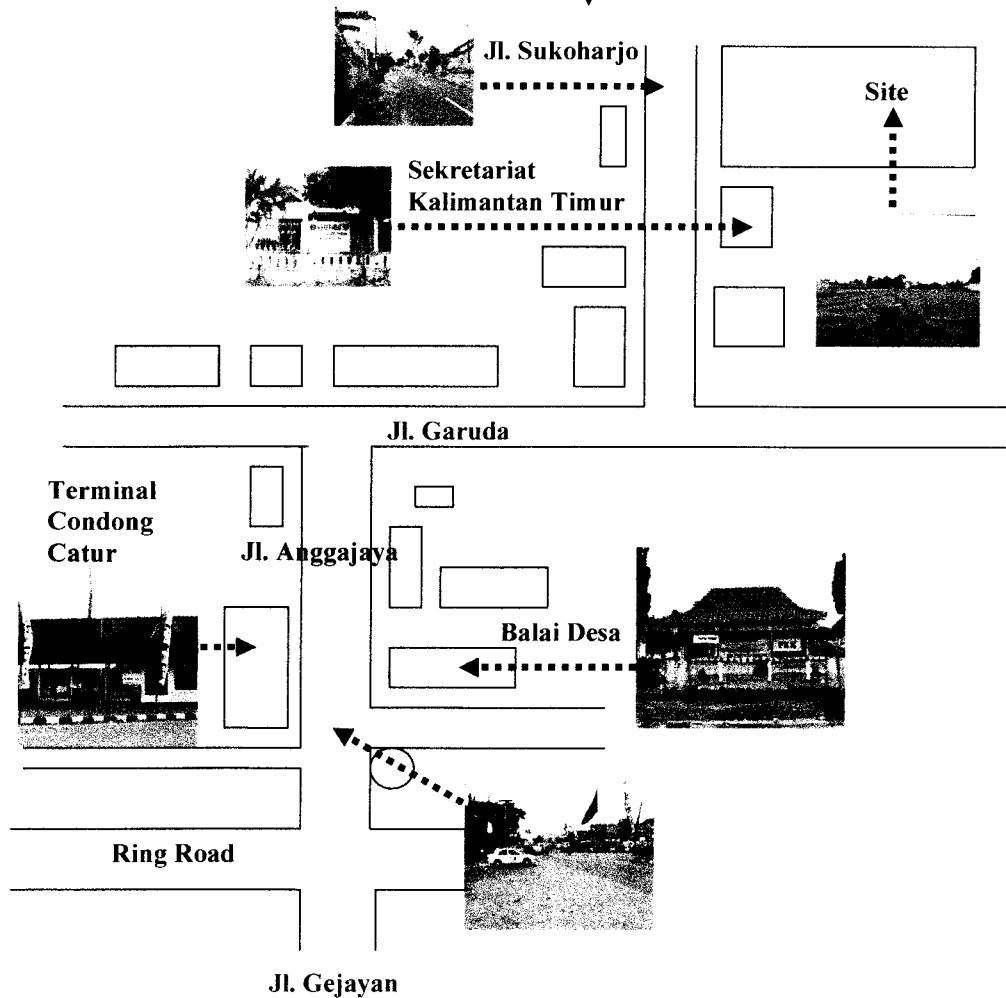 Jl. Sukoharjo
Site
Sekretariat
Kalimantan Timur
Jl. Garuda
Terminal
Condong
Catur
Jl. Anggajaya
Balai Desa
Ring Road
Jl. Gejayan